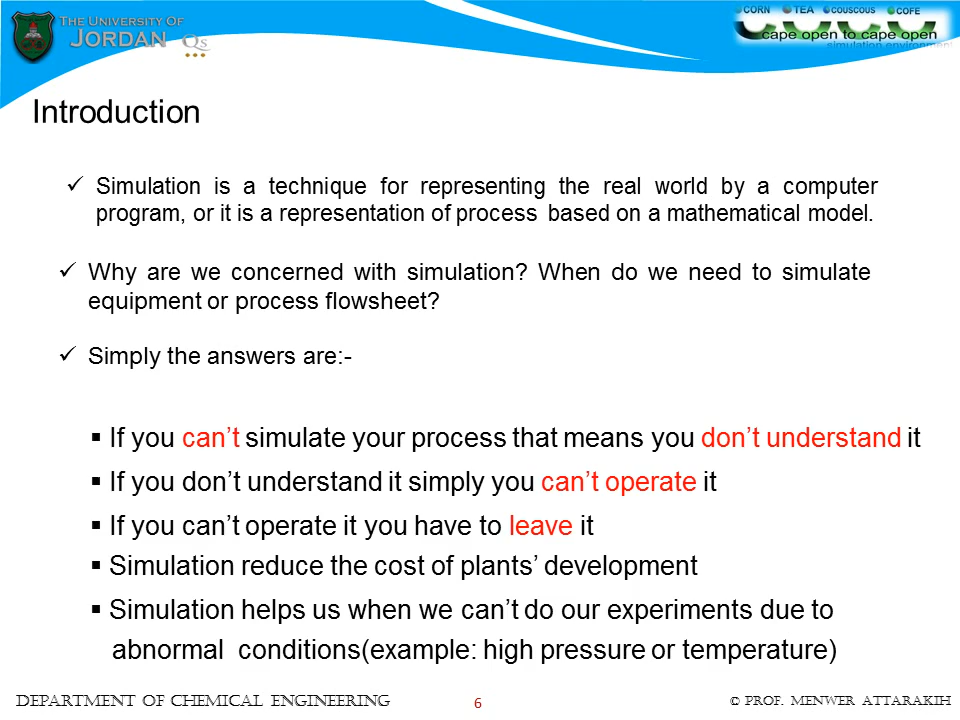 The University Of
Jordan
QS
CORN TEA COUSCOUS COFE
COCO
cape open to cape open
simulation environment
Introduction
✓ Simulation is a technique for representing the real world by a computer
program, or it is a representation of process based on a mathematical model.
✓ Why are we concerned with simulation? When do we need to simulate
equipment or process flowsheet?
✓ Simply the answers are:-
▪ If you can’t simulate your process that means you don’t understand it
▪ If you don’t understand it simply you can’t operate it
▪ If you can’t operate it you have to leave it
▪ Simulation reduce the cost of plants’ development
▪ Simulation helps us when we can’t do our experiments due to
abnormal conditions(example: high pressure or temperature)
Department of Chemical Engineering
6
© Prof. Menwer Attarakih